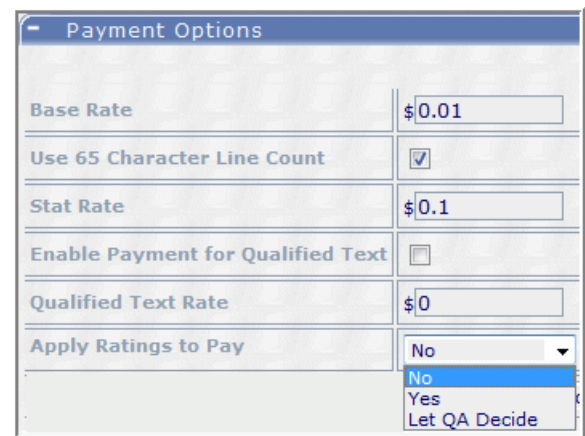 - Payment Options
Base Rate $ 0.01
Use 65 Character Line Count
Stat Rate $ 0.1
Enable Payment for Qualified Text
Qualified Text Rate $ 0
Apply Ratings to Pay No
No
Yes
Let QA Decide